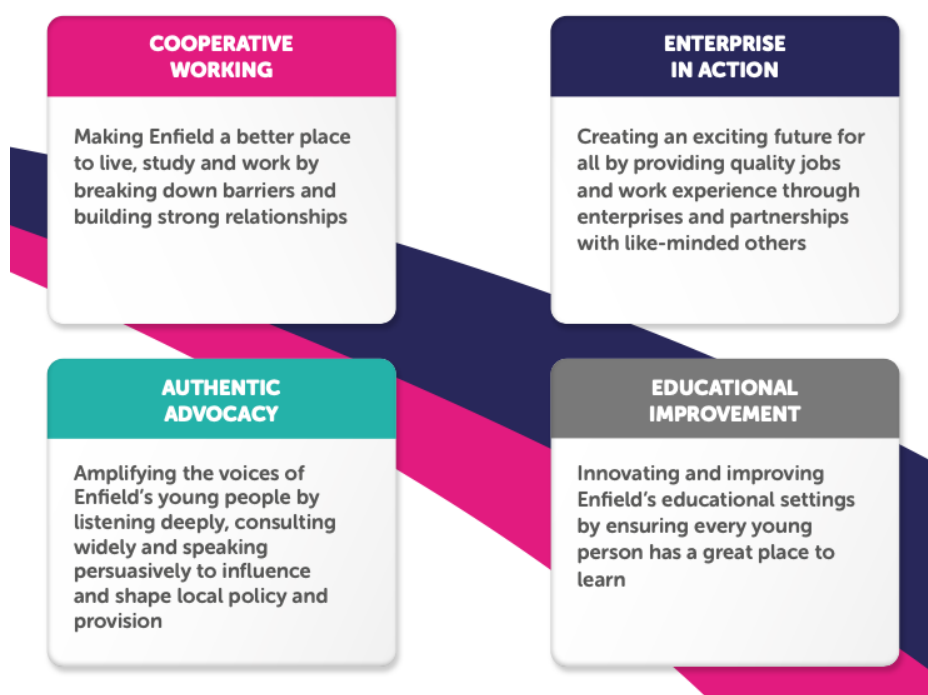 COOPERATIVE
WORKING
Making Enfield a better place
to live, study and work by
breaking down barriers and
building strong relationships
ENTERPRISE
IN ACTION
Creating an exciting future for
all by providing quality jobs
and work experience through
enterprises and partnerships
with like-minded others
AUTHENTIC
ADVOCACY
Amplifying the voices of
Enfield’s young people by
listening deeply, consulting
widely and speaking
persuasively to influence
and shape local policy and
provision
EDUCATIONAL
IMPROVEMENT
Innovating and improving
Enfield’s educational settings
by ensuring every young
person has a great place to
learn